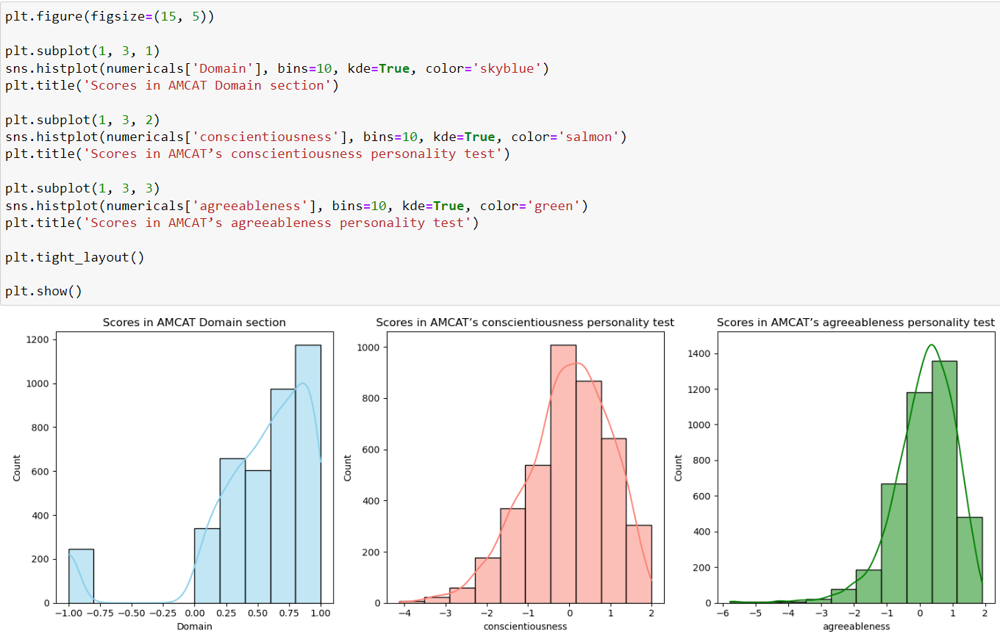 plt.figure(figsize=(15, 5))
plt.subplot(1, 3, 1)
sns.histplot(numericals['Domain'], bins=10, kde=True, color='skyblue')
plt.title('Scores in AMCAT Domain section')
plt.subplot(1, 3, 2)
sns.histplot(numericals['conscientiousness'], bins=10, kde=True, color='salmon')
plt.title('Scores in AMCAT’s conscientiousness personality test')
plt.subplot(1, 3, 3)
sns.histplot(numericals['agreeableness'], bins=10, kde=True, color='green')
plt.title('Scores in AMCAT’s agreeableness personality test')
plt.tight_layout()
plt.show()
Scores in AMCAT Domain section
1200
1000
800
600
400
200
0
Count
−1.00 −0.75 −0.50 −0.25 0.00 0.25 0.50 0.75 1.00
Domain
Scores in AMCAT’s conscientiousness personality test
1000
800
600
400
200
0
Count
−4 −3 −2 −1 0 1 2
conscientiousness
Scores in AMCAT’s agreeableness personality test
1400
1200
1000
800
600
400
200
0
Count
−6 −5 −4 −3 −2 −1 0 1 2
agreeableness